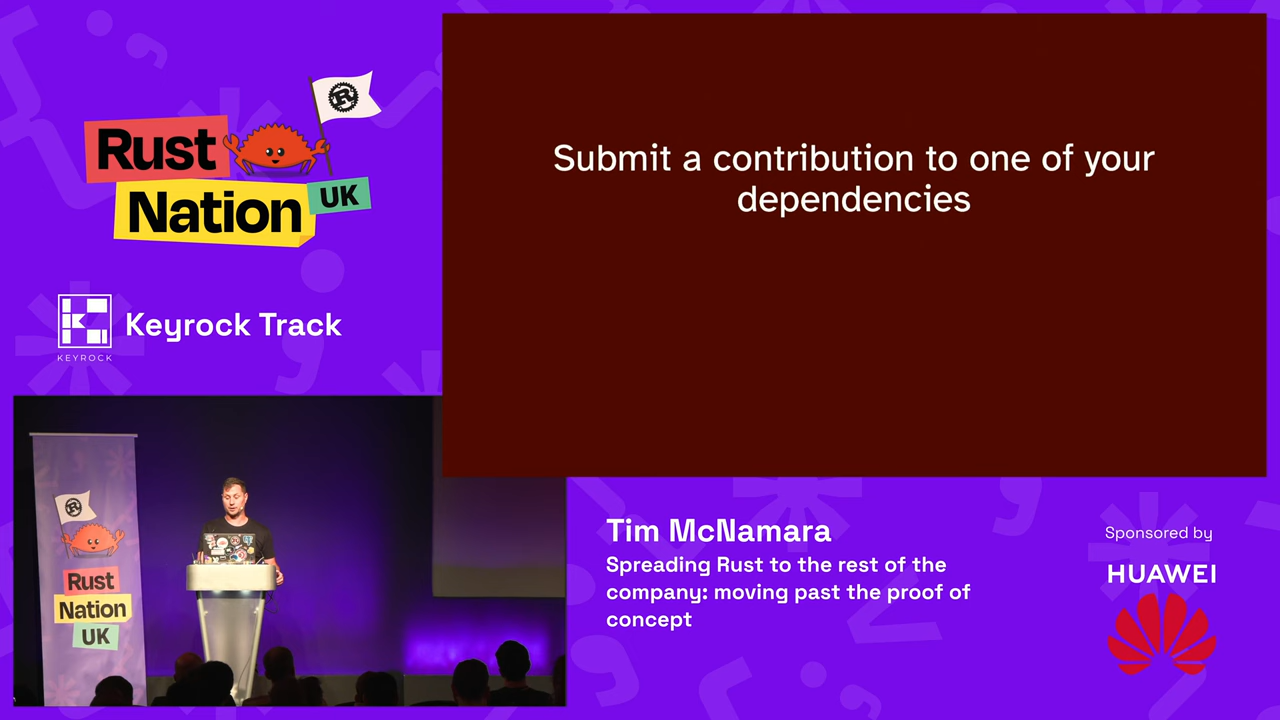 Rust
Nation
UK
KEYROCK
Keyrock Track
Submit a contribution to one of your
dependencies
Rust
Nation
UK
Tim McNamara
Spreading Rust to the rest of the
company: moving past the proof of
concept
Sponsored by
HUAWEI